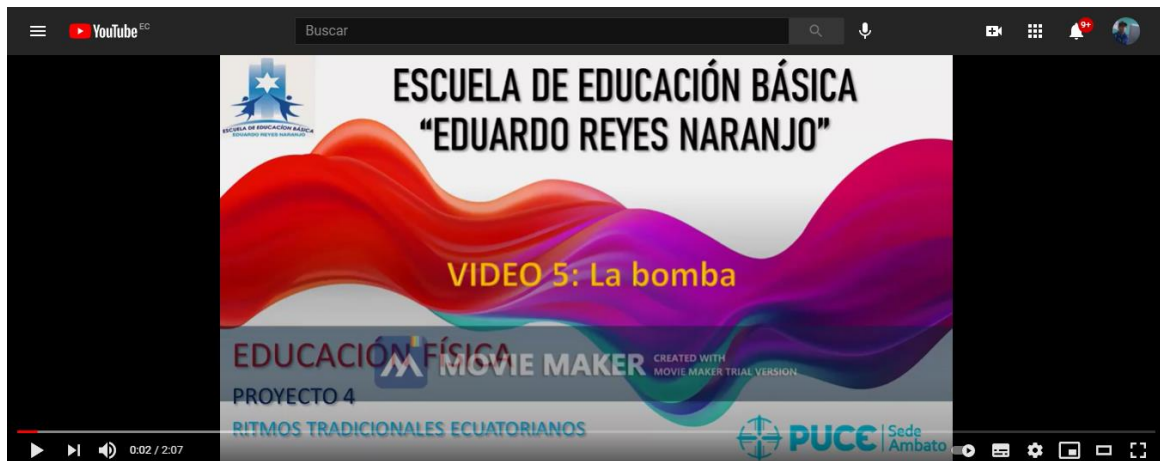 YouTube EC
Buscar
9+
ESCUELA DE EDUCACIÓN BÁSICA
“EDUARDO REYES NARANJO”
ESCUELA DE EDUCACIÓN BÁSICA
EDUARDO REYES NARANJO
VIDEO 5: La bomba
EDUCACIÓN FÍSICA
MOVIE MAKER
CREATED WITH
MOVIE MAKER TRIAL VERSION
PROYECTO 4
RITMOS TRADICIONALES ECUATORIANOS
PUCE Sede
Ambato
0:02 / 2:07